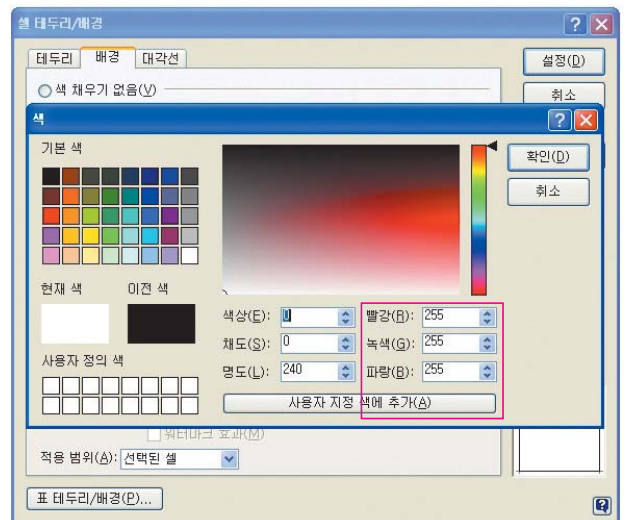 셀 테두리/배경
테두리 배경 대각선
설정(D)
색 채우기 없음(V)
취소
색
기본 색
확인(D)
취소
현재 색 이전 색
색상(E): 0 빨강(R): 255
채도(S): 0 녹색(G): 255
사용자 정의 색
명도(L): 240 파랑(B): 255
사용자 지정 색에 추가(A)
워터마크 효과(M)
적용 범위(A): 선택된 셀
표 테두리/배경(P)...